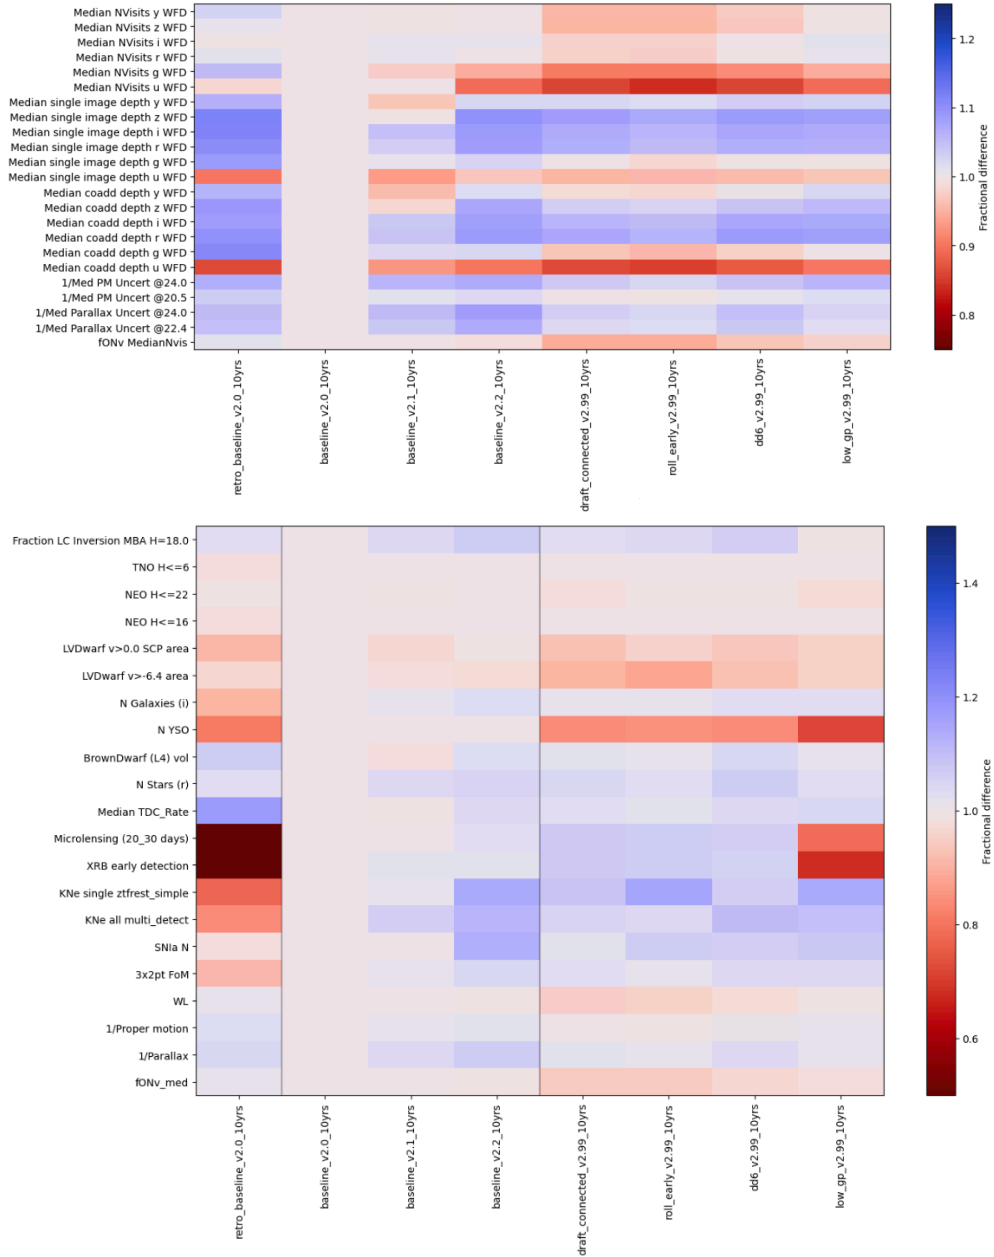 Median NVisits y WFD
Median NVisits z WFD
Median NVisits i WFD
Median NVisits r WFD
Median NVisits g WFD
Median NVisits u WFD
Median single image depth y WFD
Median single image depth z WFD
Median single image depth i WFD
Median single image depth r WFD
Median single image depth g WFD
Median single image depth u WFD
Median coadd depth y WFD
Median coadd depth z WFD
Median coadd depth i WFD
Median coadd depth r WFD
Median coadd depth g WFD
Median coadd depth u WFD
1/Med PM Uncert @24.0
1/Med PM Uncert @20.5
1/Med Parallax Uncert @24.0
1/Med Parallax Uncert @22.4
fONv MedianNvis
retro_baseline_v2.0_10yrs
baseline_v2.0_10yrs
baseline_v2.1_10yrs
baseline_v2.2_10yrs
draft_connected_v2.99_10yrs
roll_early_v2.99_10yrs
dd6_v2.99_10yrs
low_gp_v2.99_10yrs
1.2
1.1
1.0
0.9
0.8
Fractional difference
Fraction LC Inversion MBA H=18.0
TNO H<=6
NEO H<=22
NEO H<=16
LVDwarf v>0.0 SCP area
LVDwarf v>-6.4 area
N Galaxies (i)
N YSO
BrownDwarf (L4) vol
N Stars (r)
Median TDC_Rate
Microlensing (20_30 days)
XRB early detection
KNe single ztfrest_simple
KNe all multi_detect
SNIa N
3x2pt FoM
WL
1/Proper motion
1/Parallax
fONv_med
retro_baseline_v2.0_10yrs
baseline_v2.0_10yrs
baseline_v2.1_10yrs
baseline_v2.2_10yrs
draft_connected_v2.99_10yrs
roll_early_v2.99_10yrs
dd6_v2.99_10yrs
low_gp_v2.99_10yrs
1.4
1.2
1.0
0.8
0.6
Fractional difference